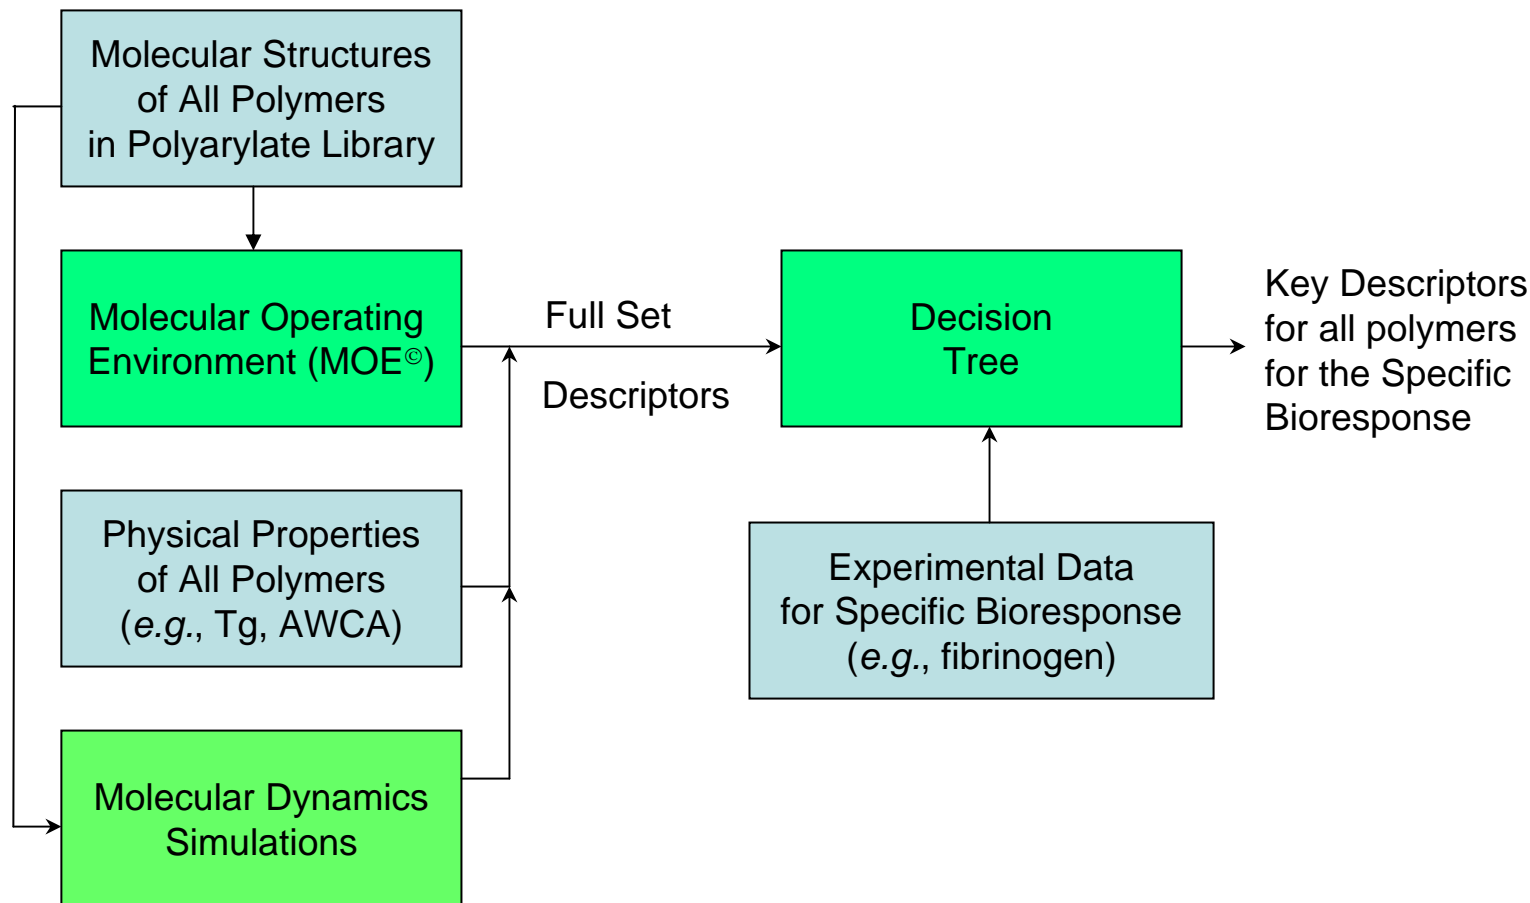 Molecular Structures
of All Polymers
in Polyarylate Library
Molecular Operating
Environment (MOE©)
Full Set
Descriptors
Decision
Tree
Key Descriptors
for all polymers
for the Specific
Bioresponse
Physical Properties
of All Polymers
(e.g., Tg, AWCA)
Experimental Data
for Specific Bioresponse
(e.g., fibrinogen)
Molecular Dynamics
Simulations